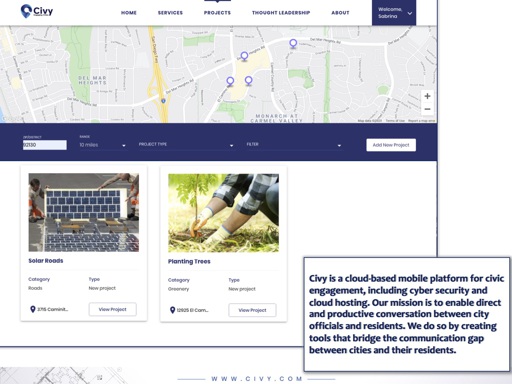 Civy
HOME SERVICES PROJECTS THOUGHT LEADERSHIP ABOUT
Welcome,
Sabrina
DEL MAR
HEIGHTS
MONARCH AT
CARMEL VALLEY
92130 10 miles PROJECT TYPE FILTER Add New Project
Solar Roads
Category Type
Roads New project
3715 Caminit... View Project
Planting Trees
Category Type
Greenery New project
12925 El Cam... View Project
Civy is a cloud-based mobile platform for civic
engagement, including cyber security and
cloud hosting. Our mission is to enable direct
and productive conversation between city
officials and residents. We do so by creating
tools that bridge the communication gap
between cities and their residents.
WWW.CIVY.COM